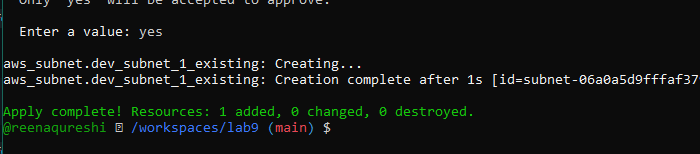 Only 'yes' will be accepted to approve.
Enter a value: yes
aws_subnet.dev_subnet_1_existing: Creating...
aws_subnet.dev_subnet_1_existing: Creation complete after 1s [id=subnet-06a0a5d9fffaf37
Apply complete! Resources: 1 added, 0 changed, 0 destroyed.
@reenaqureshi /workspaces/lab9 (main) $